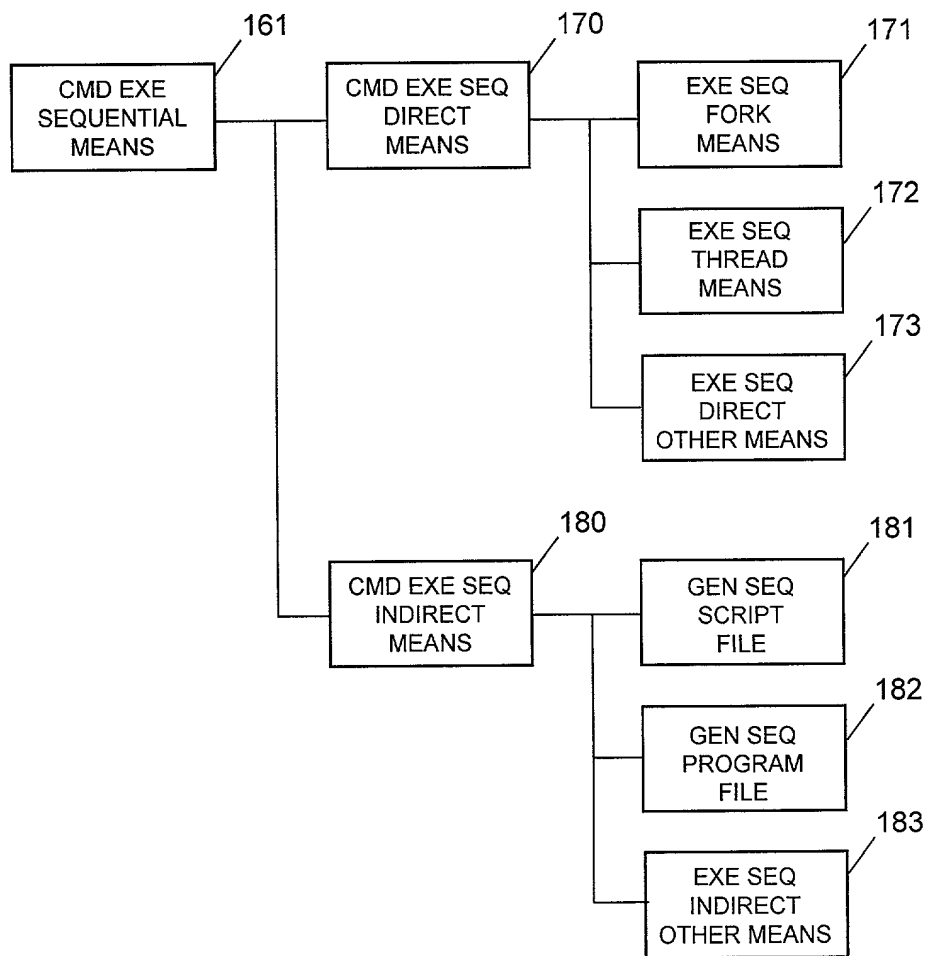 161
CMD EXE
SEQUENTIAL
MEANS
170
CMD EXE SEQ
DIRECT
MEANS
171
EXE SEQ
FORK
MEANS
172
EXE SEQ
THREAD
MEANS
173
EXE SEQ
DIRECT
OTHER MEANS
180
CMD EXE SEQ
INDIRECT
MEANS
181
GEN SEQ
SCRIPT
FILE
182
GEN SEQ
PROGRAM
FILE
183
EXE SEQ
INDIRECT
OTHER MEANS